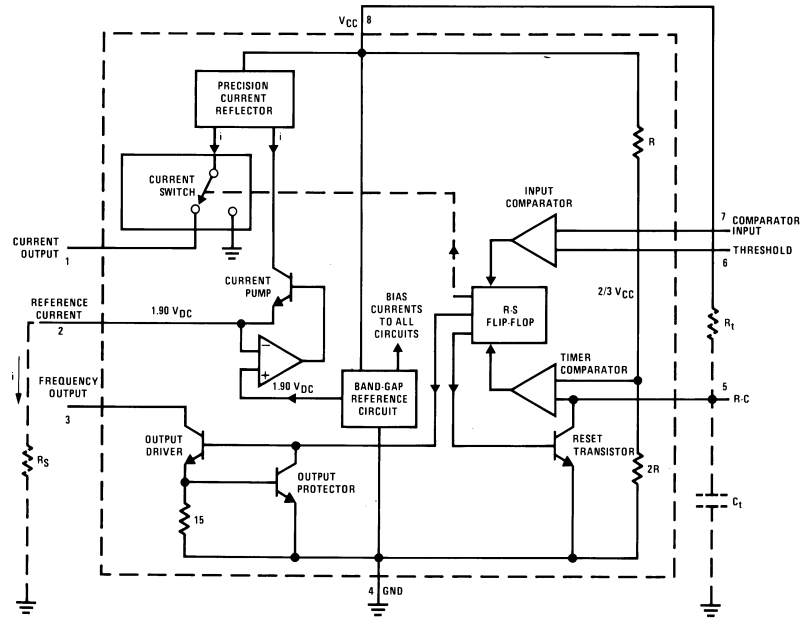 VCC 8
PRECISION
CURRENT
REFLECTOR
i
i
R
CURRENT
SWITCH
INPUT
COMPARATOR
7
COMPARATOR
INPUT
THRESHOLD
6
CURRENT
OUTPUT
1
CURRENT
PUMP
BIAS
CURRENTS
TO ALL
CIRCUITS
R·S
FLIP-FLOP
2/3 VCC
Rt
REFERENCE
CURRENT
2
1.90 VDC
−
+
1.90 VDC
i
TIMER
COMPARATOR
5
R·C
FREQUENCY
OUTPUT
3
BAND-GAP
REFERENCE
CIRCUIT
RS
OUTPUT
DRIVER
OUTPUT
PROTECTOR
RESET
TRANSISTOR
2R
Ct
15
4 GND